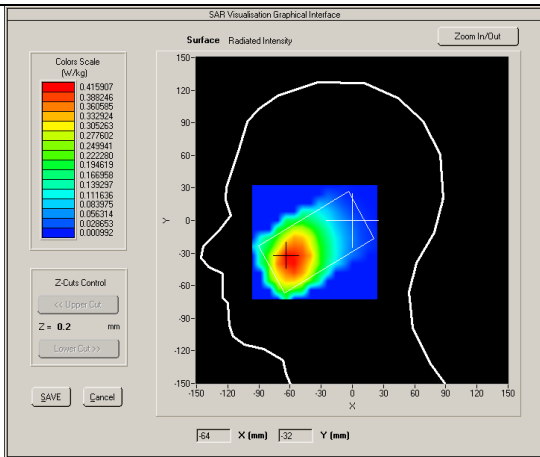 SAR Visualisation Graphical Interface
Surface Radiated Intensity
Zoom In/Out
Colors Scale
(W/kg)
0.415907
0.388246
0.360585
0.332924
0.305263
0.277602
0.249941
0.222280
0.194619
0.166958
0.139297
0.111636
0.083975
0.056314
0.028653
0.000992
150
120
90
60
30
0
-30
-60
-90
-120
-150
Y
-150 -120 -90 -60 -30 0 30 60 90 120 150
X
Z-Cuts Control
<< Upper Cut
Z = 0.2 mm
Lower Cut >>
SAVE Cancel
-64 X (mm) -32 Y (mm)